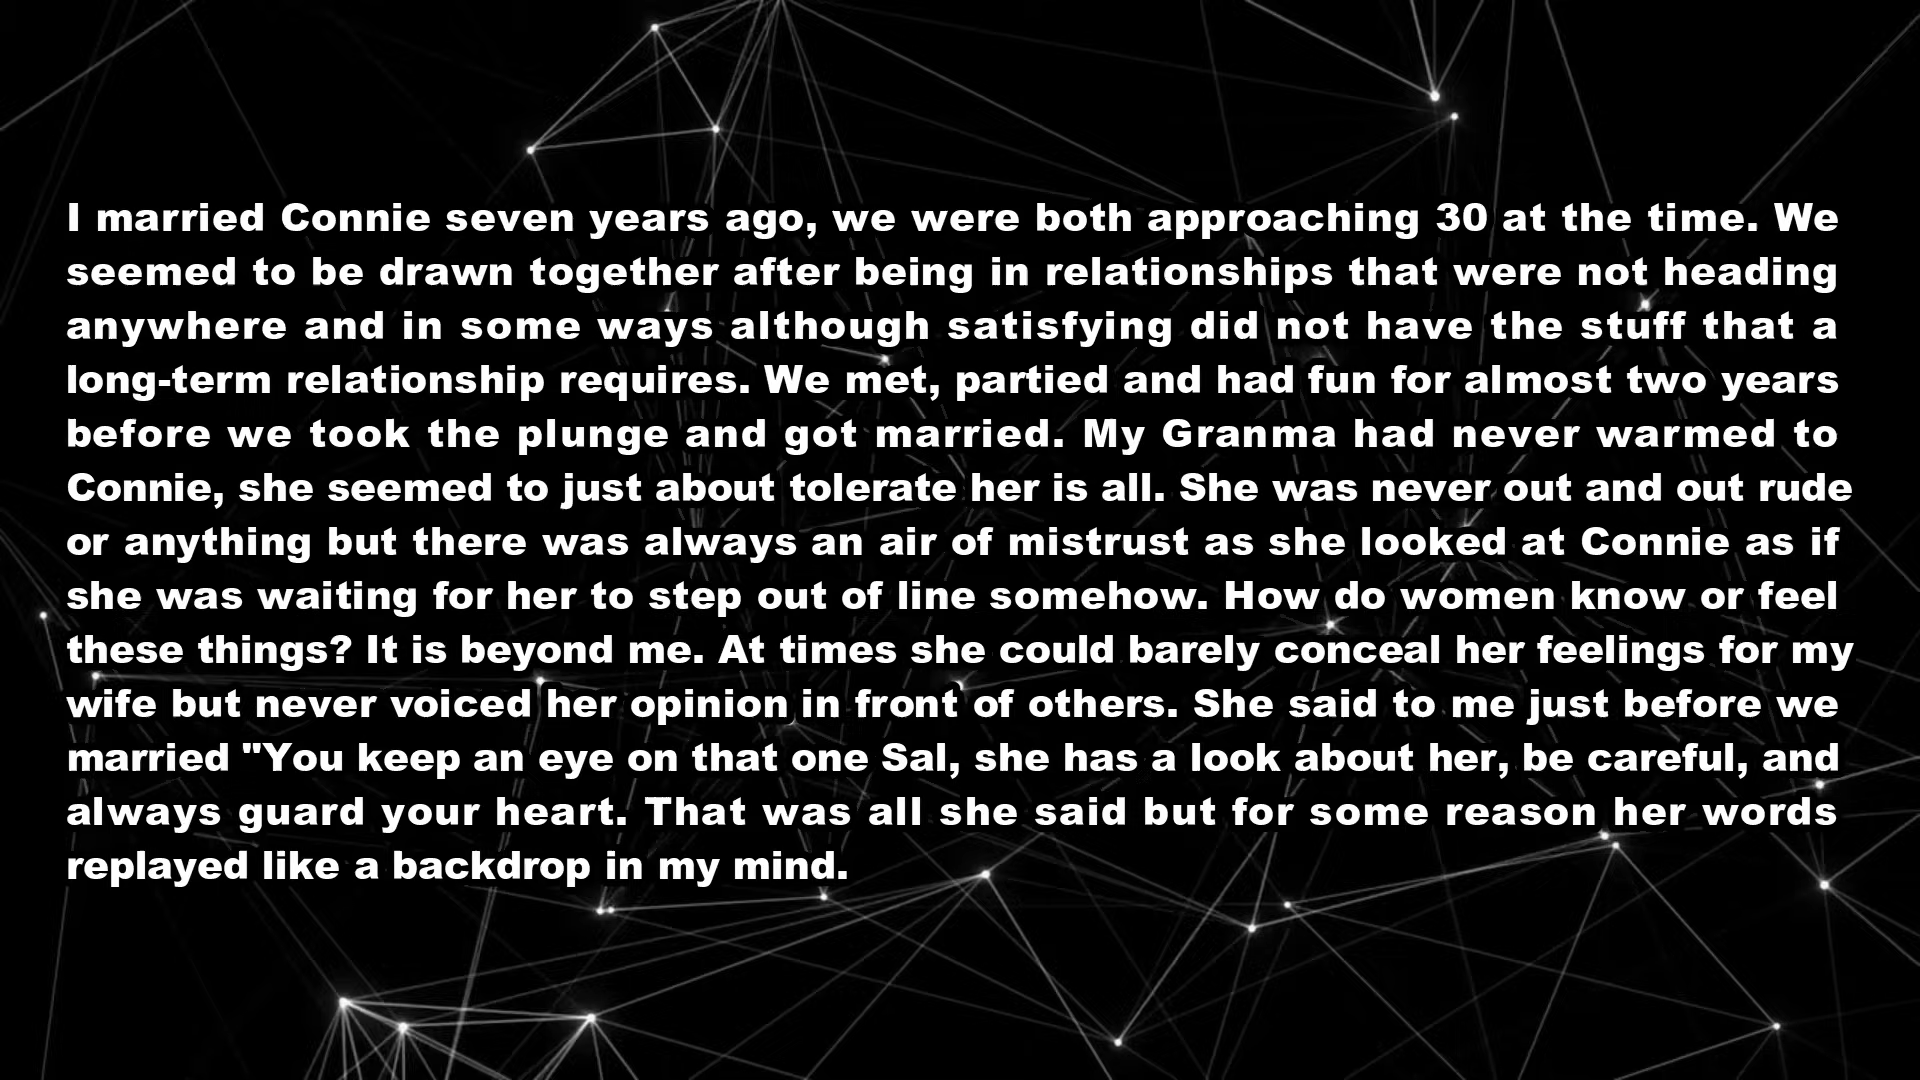 I married Connie seven years ago, we were both approaching 30 at the time. We
seemed to be drawn together after being in relationships that were not heading
anywhere and in some ways although satisfying did not have the stuff that a
long-term relationship requires. We met, partied and had fun for almost two years
before we took the plunge and got married. My Granma had never warmed to
Connie, she seemed to just about tolerate her is all. She was never out and out rude
or anything but there was always an air of mistrust as she looked at Connie as if
she was waiting for her to step out of line somehow. How do women know or feel
these things? It is beyond me. At times she could barely conceal her feelings for my
wife but never voiced her opinion in front of others. She said to me just before we
married "You keep an eye on that one Sal, she has a look about her, be careful, and
always guard your heart. That was all she said but for some reason her words
replayed like a backdrop in my mind.